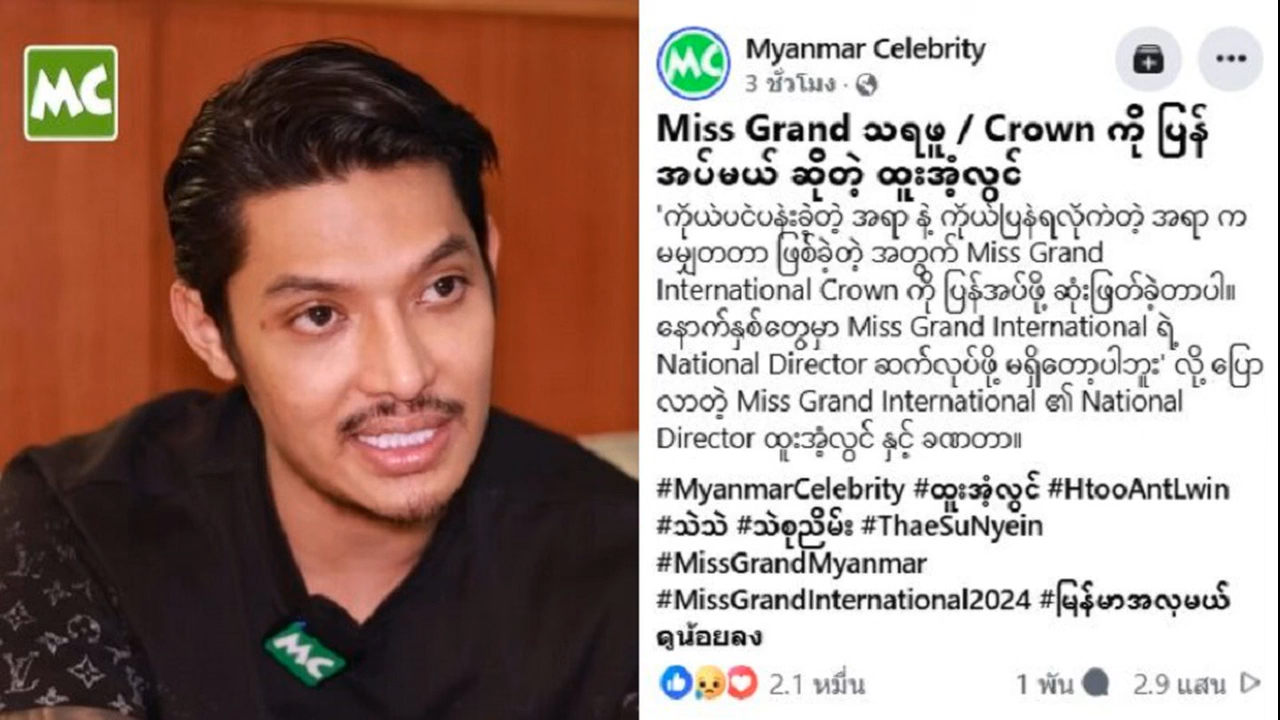 MC
MC
MC
Myanmar Celebrity
3 ชั่วโมง ·
Miss Grand သရဖူ / Crown ကို ပြန်
အပ်မယ် ဆိုတဲ့ ထူးအံ့လွင်
'ကိုယ်ပင်ပန်းခဲ့တဲ့ အရာ နဲ့ ကိုယ်ပြန်ရလိုက်တဲ့ အရာ က
မမျှတတာ ဖြစ်ခဲ့တဲ့ အတွက် Miss Grand
International Crown ကို ပြန်အပ်ဖို့ ဆုံးဖြတ်ခဲ့တာပါ။
နောက်နှစ်တွေမှာ Miss Grand International ရဲ့
National Director ဆက်လုပ်ဖို့ မရှိတော့ပါဘူး' လို့ ပြော
လာတဲ့ Miss Grand International ၏ National
Director ထူးအံ့လွင် နှင့် ခဏတာ။
#MyanmarCelebrity #ထူးအံ့လွင် #HtooAntLwin
#သဲသဲ #သဲစုညိမ်း #ThaeSuNyein
#MissGrandMyanmar
#MissGrandInternational2024 #မြန်မာအလှမယ်
ดูน้อยลง
2.1 หมื่น 1 พัน 2.9 แสน